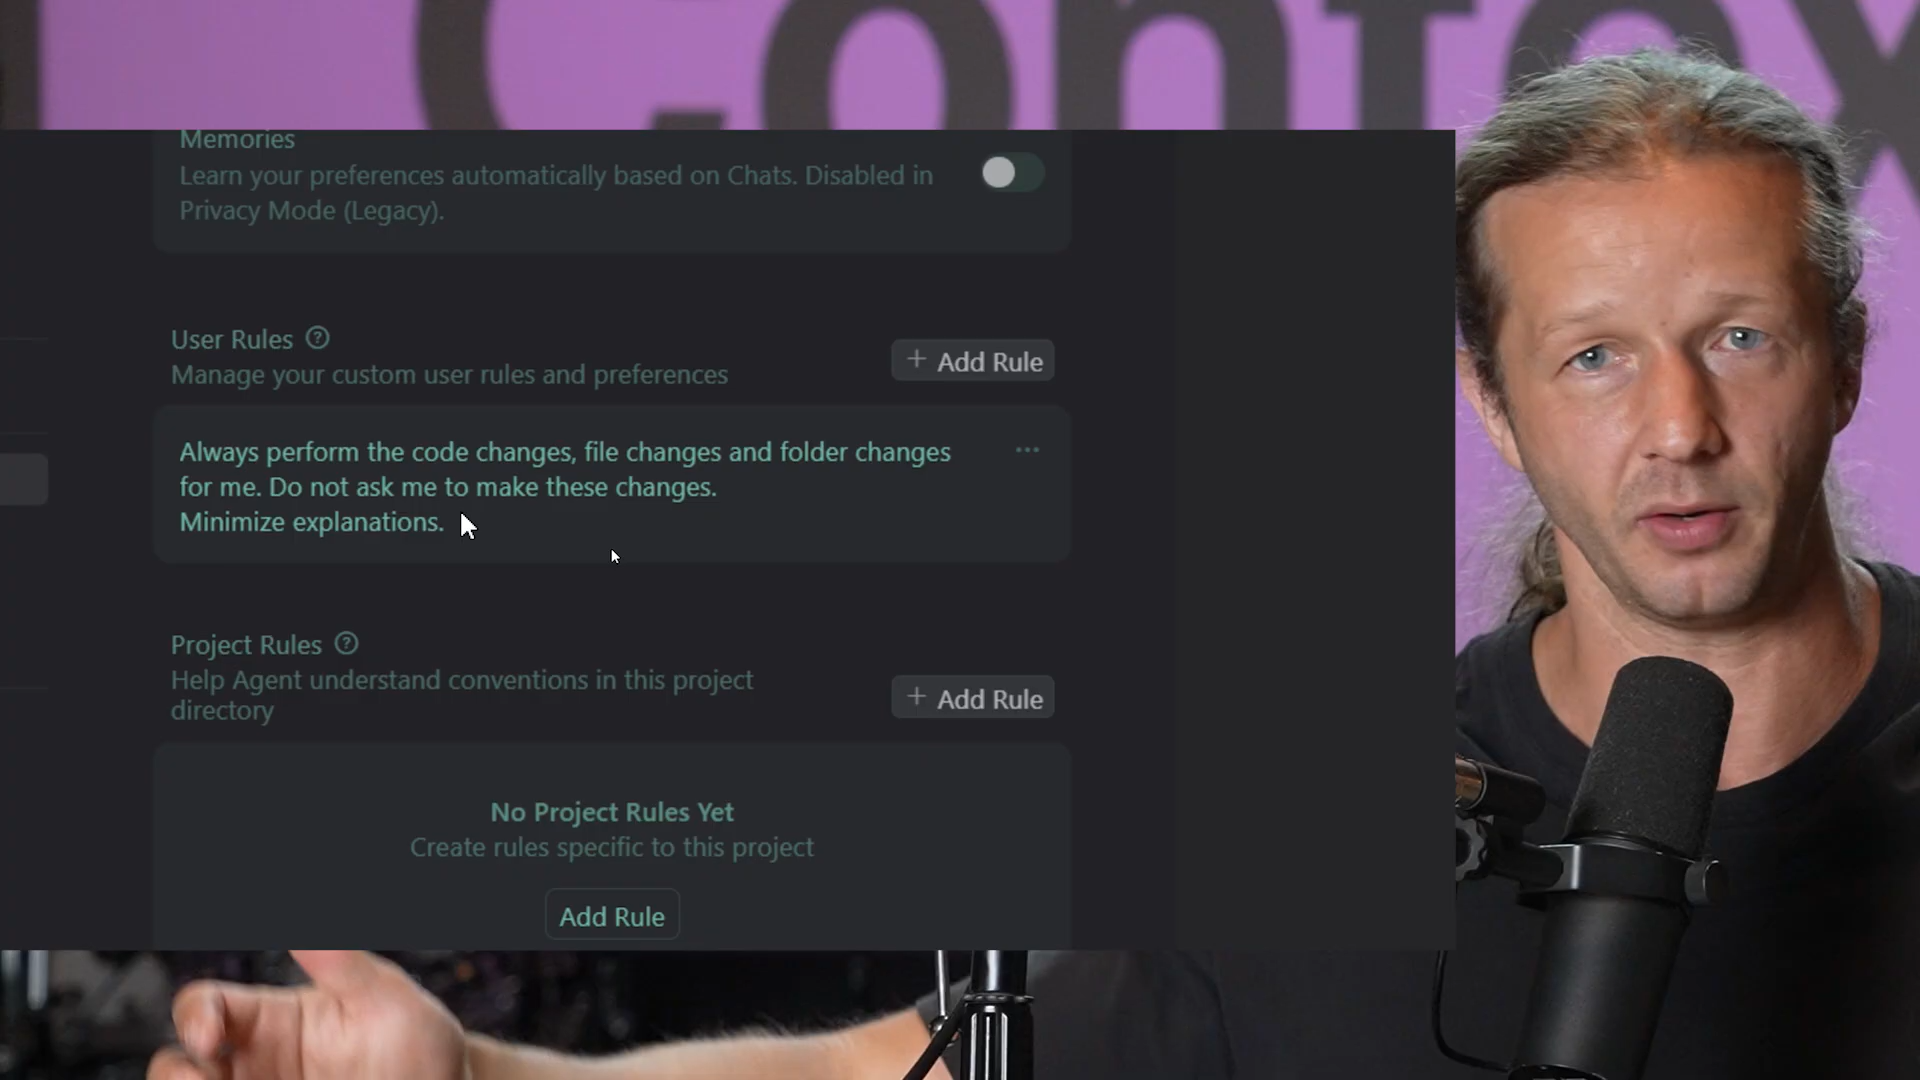 Contex
Memories
Learn your preferences automatically based on Chats. Disabled in
Privacy Mode (Legacy).
User Rules
Manage your custom user rules and preferences
+ Add Rule
Always perform the code changes, file changes and folder changes
for me. Do not ask me to make these changes.
Minimize explanations.
Project Rules
Help Agent understand conventions in this project
directory
+ Add Rule
No Project Rules Yet
Create rules specific to this project
Add Rule